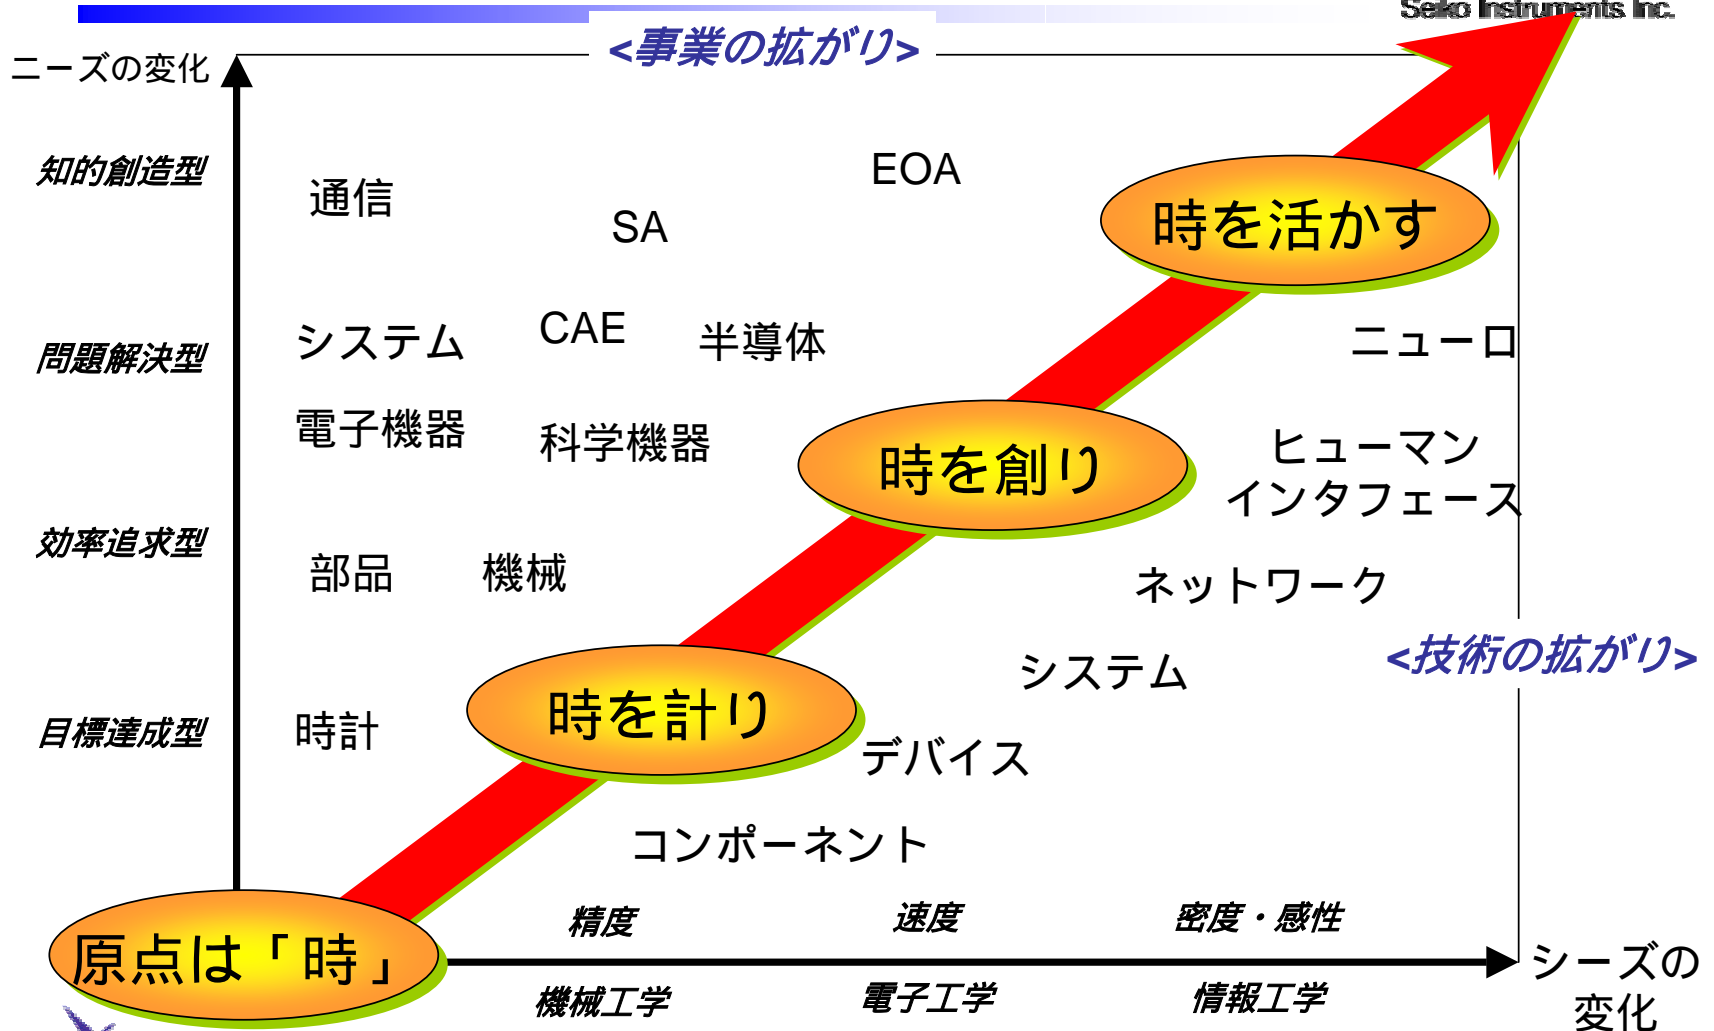 Seiko Instruments Inc.
<事業の拡がり>
ニーズの変化
知的創造型
通信
SA
EOA
時を活かす
問題解決型
システム
CAE
半導体
ニューロ
電子機器
科学機器
時を創り
ヒューマン
インタフェース
効率追求型
部品
機械
ネットワーク
<技術の拡がり>
システム
目標達成型
時計
時を計り
デバイス
コンポーネント
精度
速度
密度・感性
原点は「時」
シーズの
変化
機械工学
電子工学
情報工学